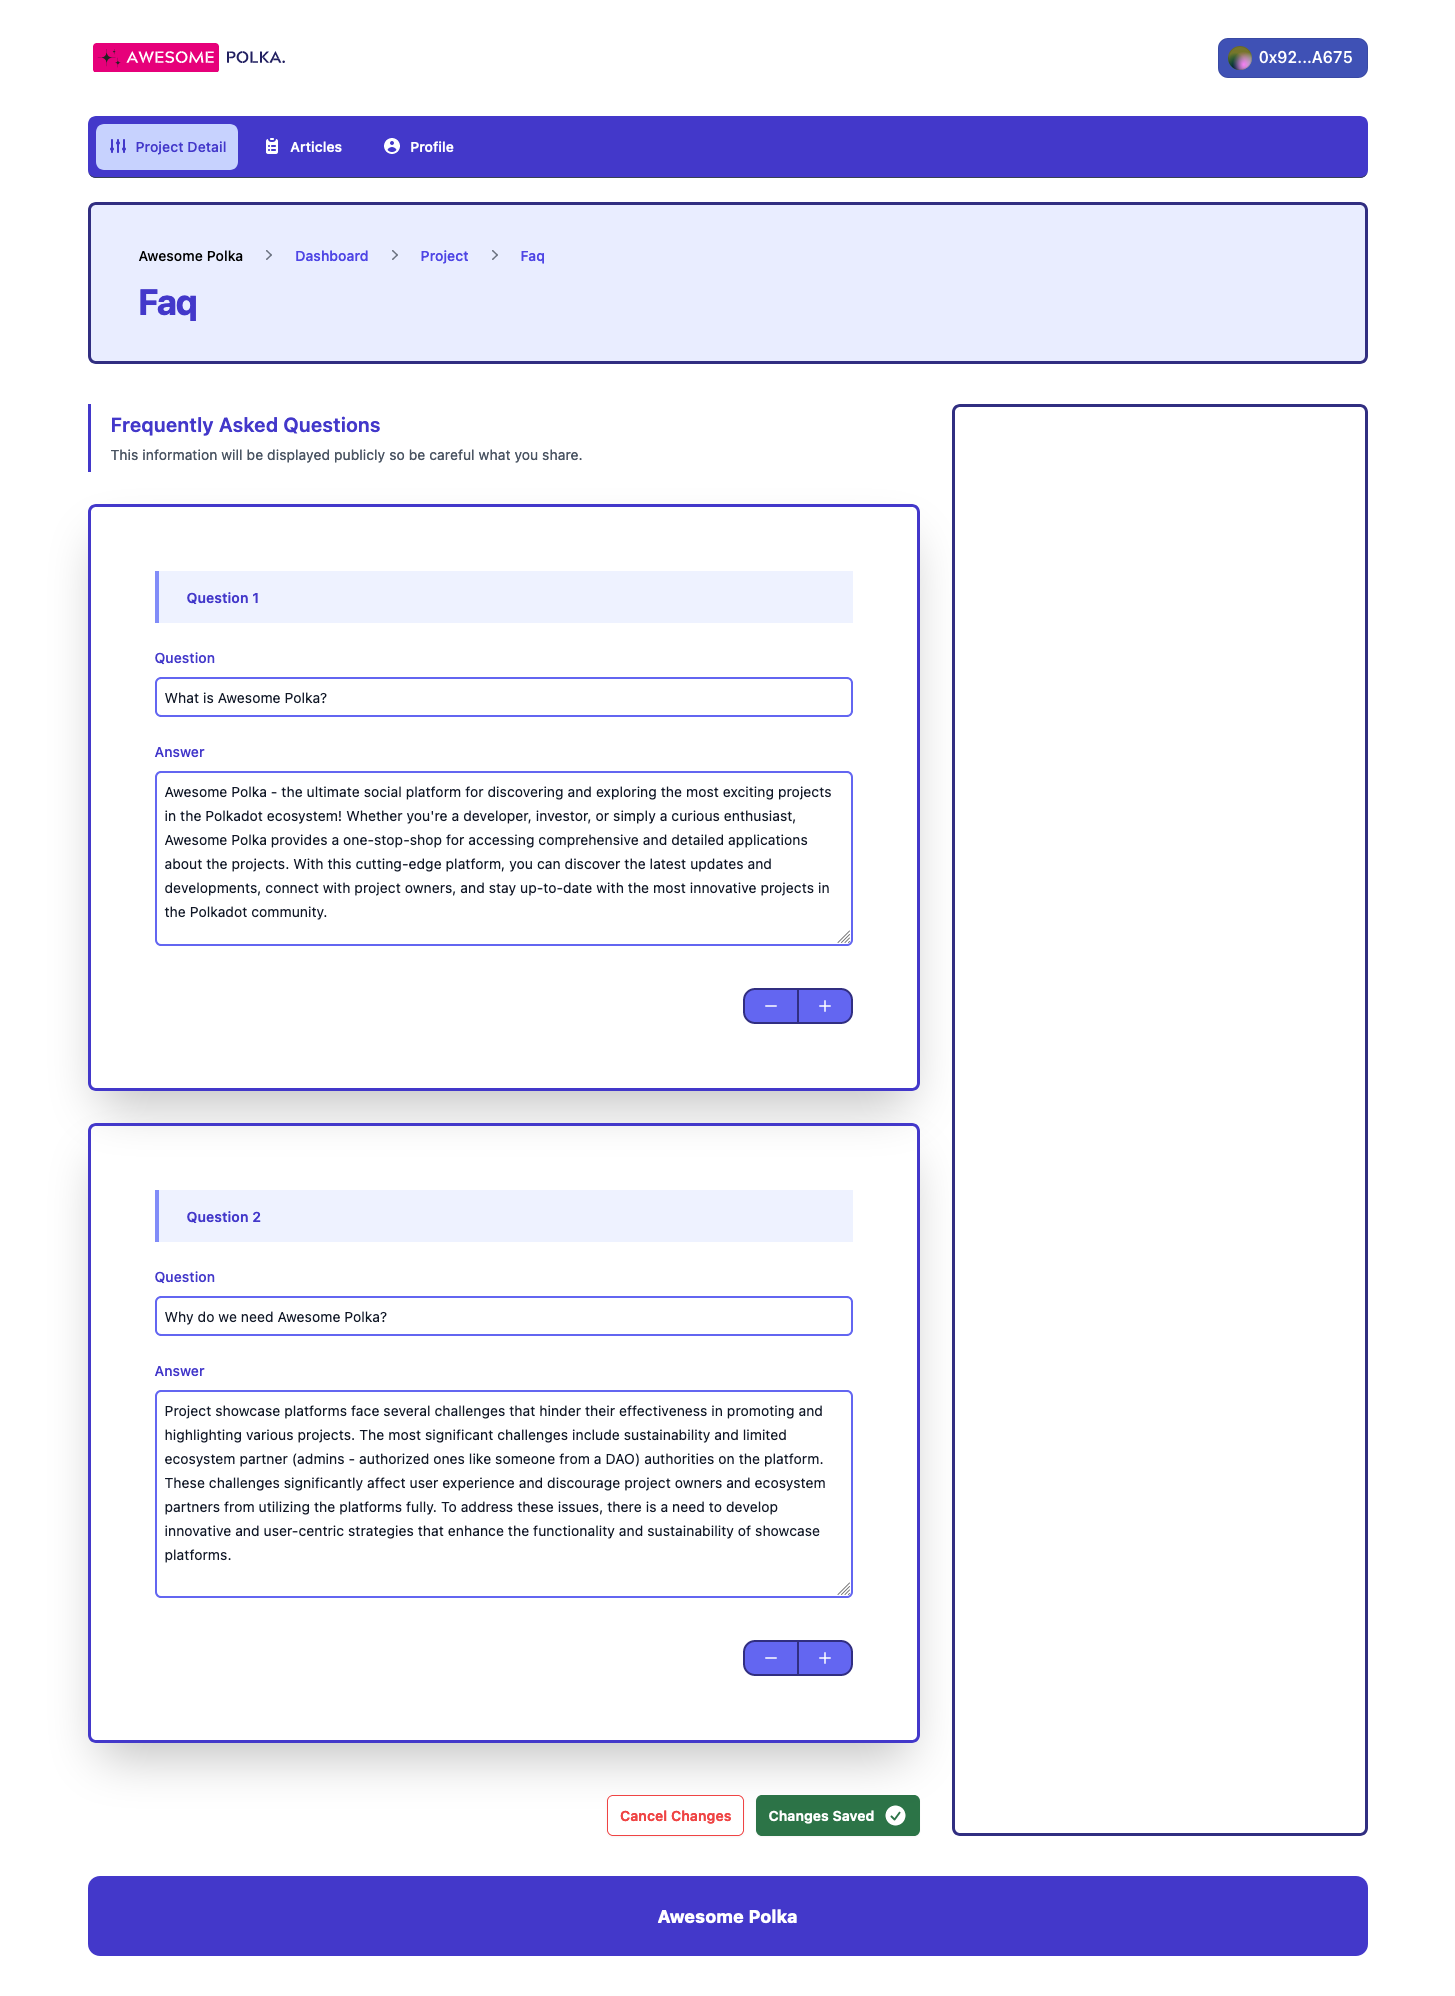 AWESOME POLKA.
0x92...A675
Project Detail
Articles
Profile
Awesome Polka
Dashboard
Project
Faq
Faq
Frequently Asked Questions
This information will be displayed publicly so be careful what you share.
Question 1
Question
What is Awesome Polka?
Answer
Awesome Polka - the ultimate social platform for discovering and exploring the most exciting projects
in the Polkadot ecosystem! Whether you're a developer, investor, or simply a curious enthusiast,
Awesome Polka provides a one-stop-shop for accessing comprehensive and detailed applications
about the projects. With this cutting-edge platform, you can discover the latest updates and
developments, connect with project owners, and stay up-to-date with the most innovative projects in
the Polkadot community.
Question 2
Question
Why do we need Awesome Polka?
Answer
Project showcase platforms face several challenges that hinder their effectiveness in promoting and
highlighting various projects. The most significant challenges include sustainability and limited
ecosystem partner (admins - authorized ones like someone from a DAO) authorities on the platform.
These challenges significantly affect user experience and discourage project owners and ecosystem
partners from utilizing the platforms fully. To address these issues, there is a need to develop
innovative and user-centric strategies that enhance the functionality and sustainability of showcase
platforms.
Cancel Changes
Changes Saved
Awesome Polka